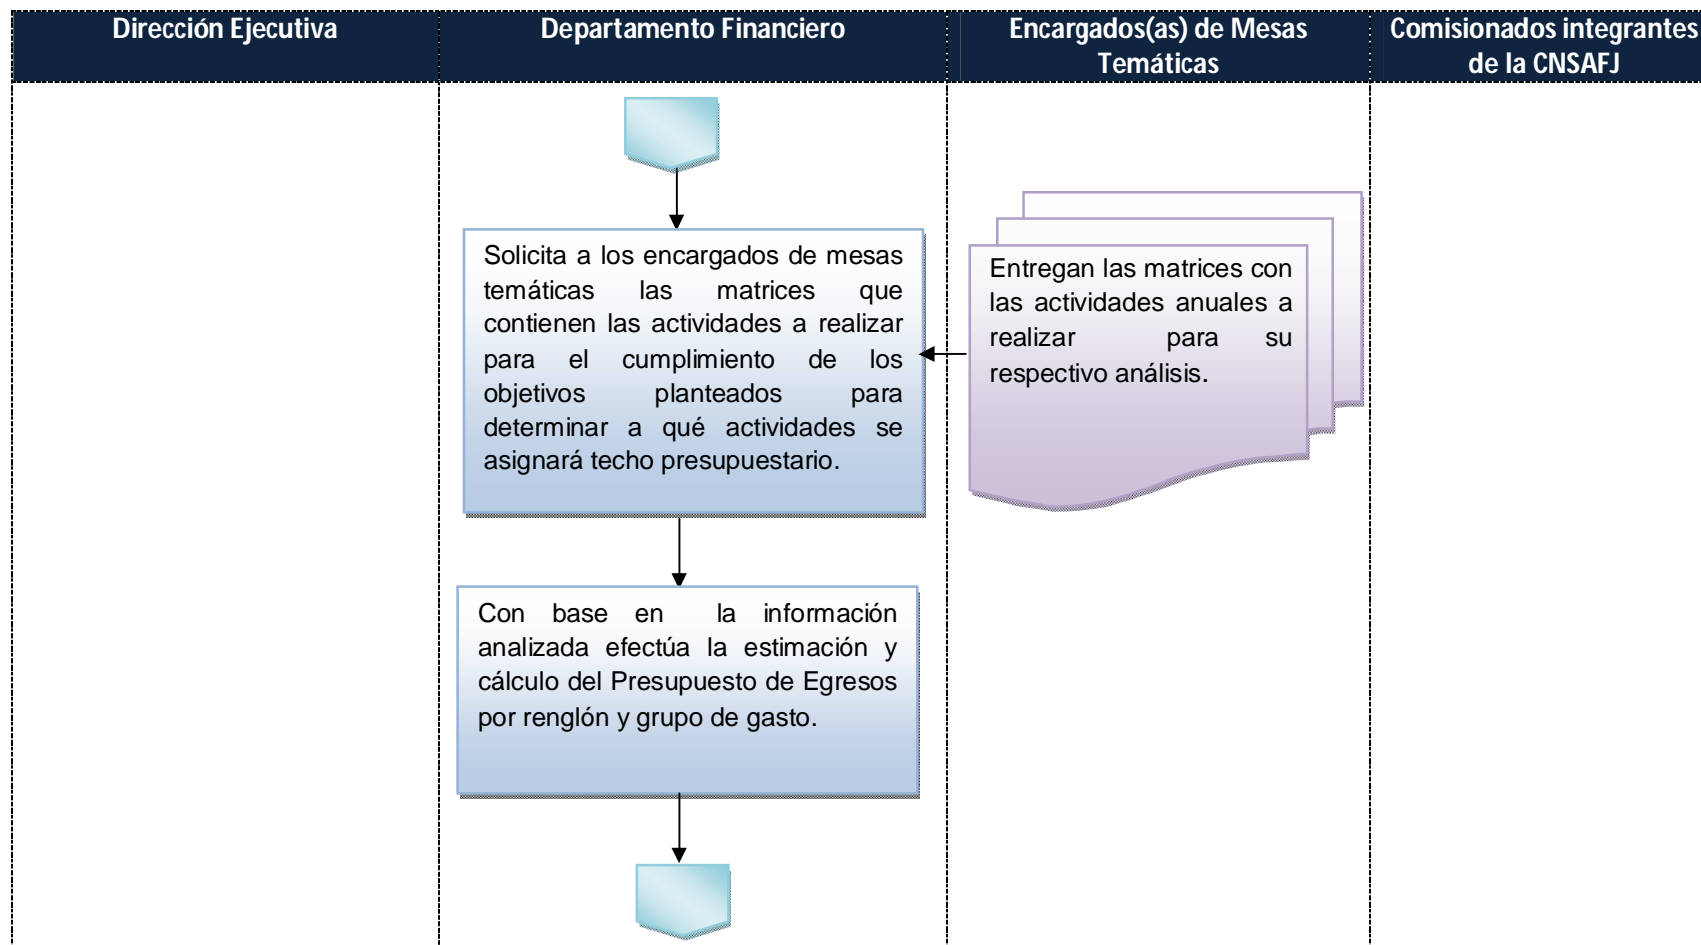 Dirección Ejecutiva
Departamento Financiero
Encargados(as) de Mesas
Temáticas
Comisionados integrantes
de la CNSAFJ
Solicita a los encargados de mesas
temáticas las matrices que
contienen las actividades a realizar
para el cumplimiento de los
objetivos planteados para
determinar a qué actividades se
asignará techo presupuestario.
Entregan las matrices con
las actividades anuales a
realizar para su
respectivo análisis.
Con base en la información
analizada efectúa la estimación y
cálculo del Presupuesto de Egresos
por renglón y grupo de gasto.